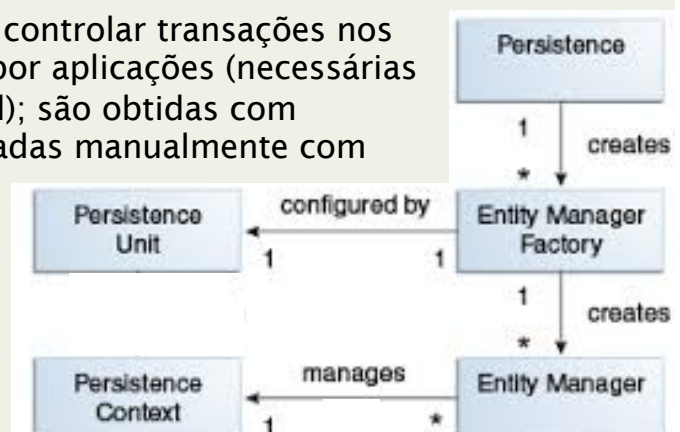 controlar transações nos
por aplicações (necessárias
); são obtidas com
adas manualmente com
Persistence
1
creates
*
Persistence
Unit
configured by
1
1
Entity Manager
Factory
1
creates
*
Persistence
Context
manages
1
*
Entity Manager